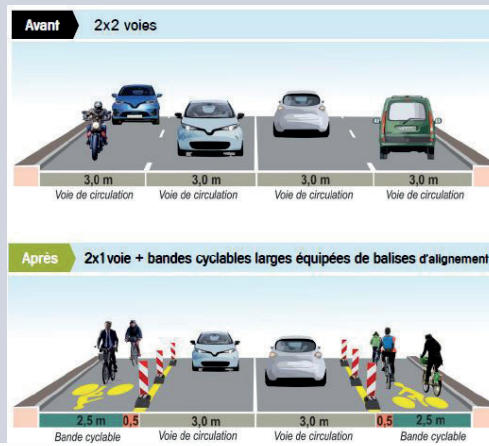 Avant 2x2 voies
3,0 m 3,0 m 3,0 m 3,0 m
Voie de circulation Voie de circulation Voie de circulation Voie de circulation
Après 2x1voie + bandes cyclables larges équipées de balises d'alignement
2,5 m 0,5 3,0 m 3,0 m 0,5 2,5 m
Bande cyclable Voie de circulation Voie de circulation Bande cyclable